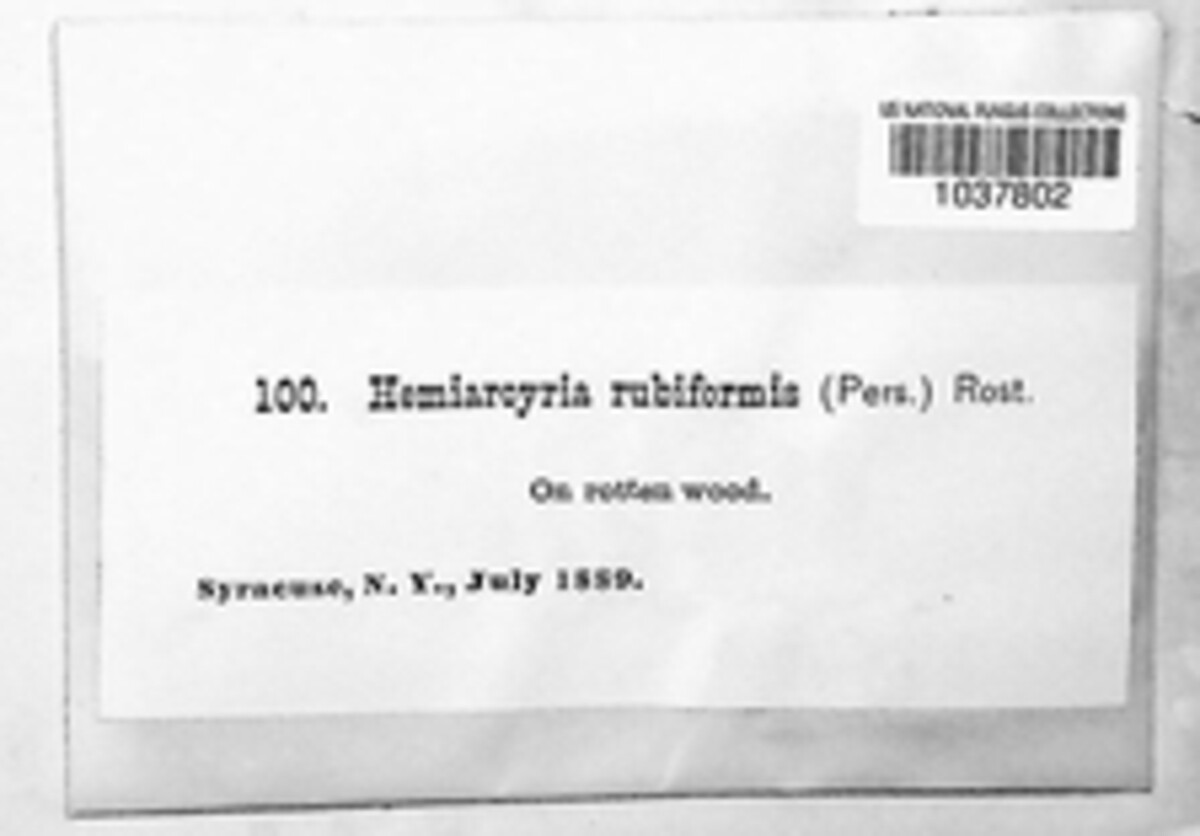 US NATIONAL FUNGUS COLLECTIONS
1037802
100. Hemiarcyria rubiformis (Pers.) Rost.
On rotten wood.
Syracuse, N. Y., July 1889.